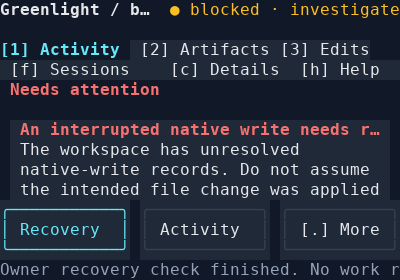 Greenlight / b… ● blocked · investigate
[1] Activity [2] Artifacts [3] Edits
[f] Sessions [c] Details [h] Help
Needs attention
An interrupted native write needs r…
The workspace has unresolved
native-write records. Do not assume
the intended file change was applied
Recovery Activity [.] More
Owner recovery check finished. No work r